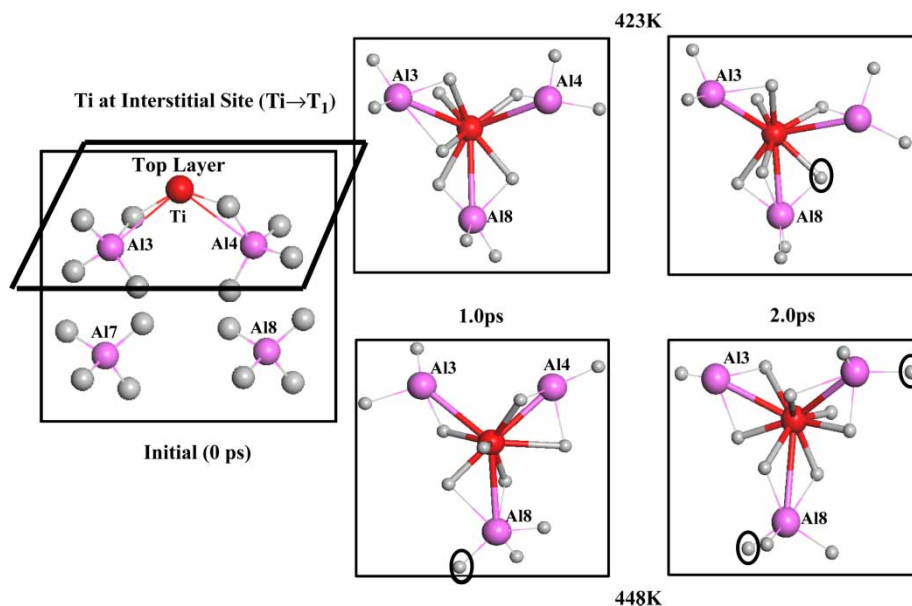 423K
Ti at Interstitial Site (Ti→T₁)
Top Layer
Ti
Al3
Al4
Al7
Al8
Initial (0 ps)
Al3
Al4
Al8
Al3
Al8
1.0ps
2.0ps
Al3
Al4
Al8
Al3
Al8
448K